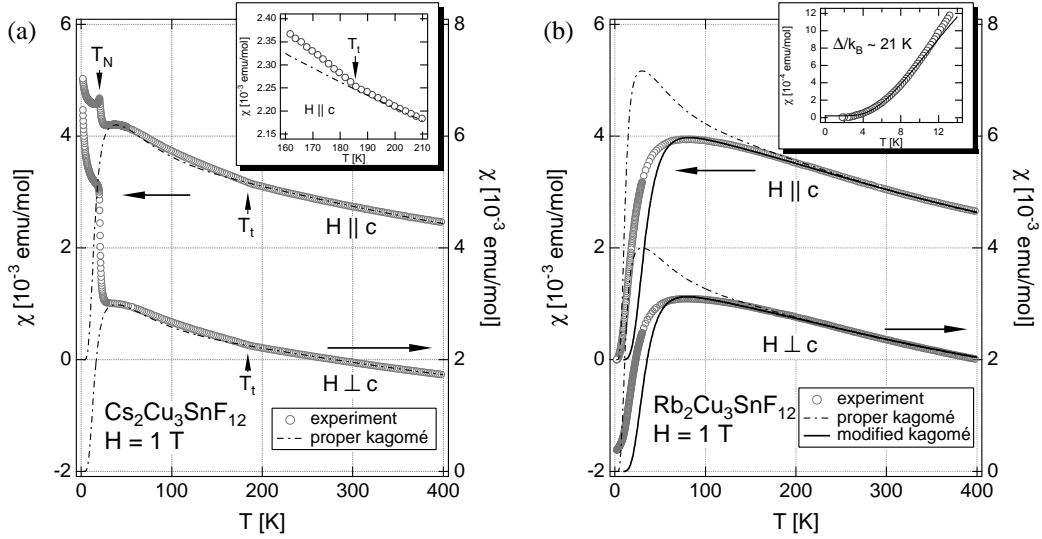 (a)
6
4
2
0
-2
χ [10⁻³ emu/mol]
T_N
2.40
2.35
2.30
2.25
2.20
2.15
χ [10⁻³ emu/mol]
T_t
H || c
160 170 180 190 200 210
T [K]
8
6
4
2
0
χ [10⁻³ emu/mol]
T_t
H || c
T_t
H ⊥ c
Cs₂Cu₃SnF₁₂
H = 1 T
experiment
proper kagomé
0 100 200 300 400
T [K]
(b)
6
4
2
0
-2
χ [10⁻³ emu/mol]
12
10
8
6
4
2
0
χ [10⁻⁴ emu/mol]
Δ/k_B ~ 21 K
0 4 8 12
T [K]
8
6
4
2
0
χ [10⁻³ emu/mol]
H || c
H ⊥ c
Rb₂Cu₃SnF₁₂
H = 1 T
experiment
proper kagomé
modified kagomé
0 100 200 300 400
T [K]